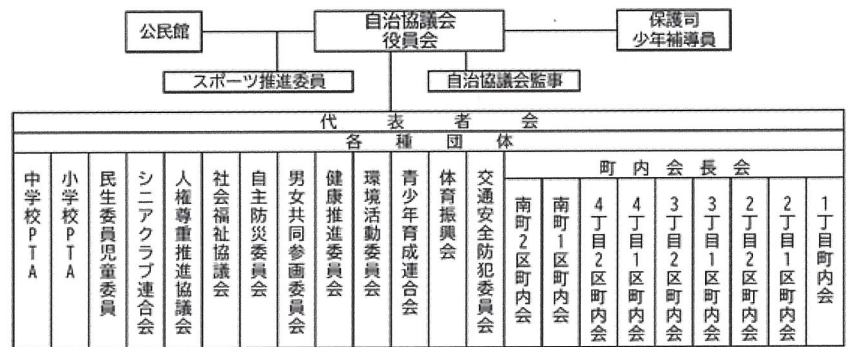 公民館
自治協議会
役員会
保護司
少年補導員
スポーツ推進委員
自治協議会監事
代表者会
各種団体
町内会長会
中学校PTA
小学校PTA
民生委員児童委員
シニアクラブ連合会
人権尊重推進協議会
社会福祉協議会
自主防災委員会
男女共同参画委員会
健康推進委員会
環境活動委員会
青少年育成連合会
体育振興会
交通安全防犯委員会
南町2区町内会
南町1区町内会
4丁目2区町内会
4丁目1区町内会
3丁目2区町内会
3丁目1区町内会
2丁目2区町内会
2丁目1区町内会
1丁目町内会